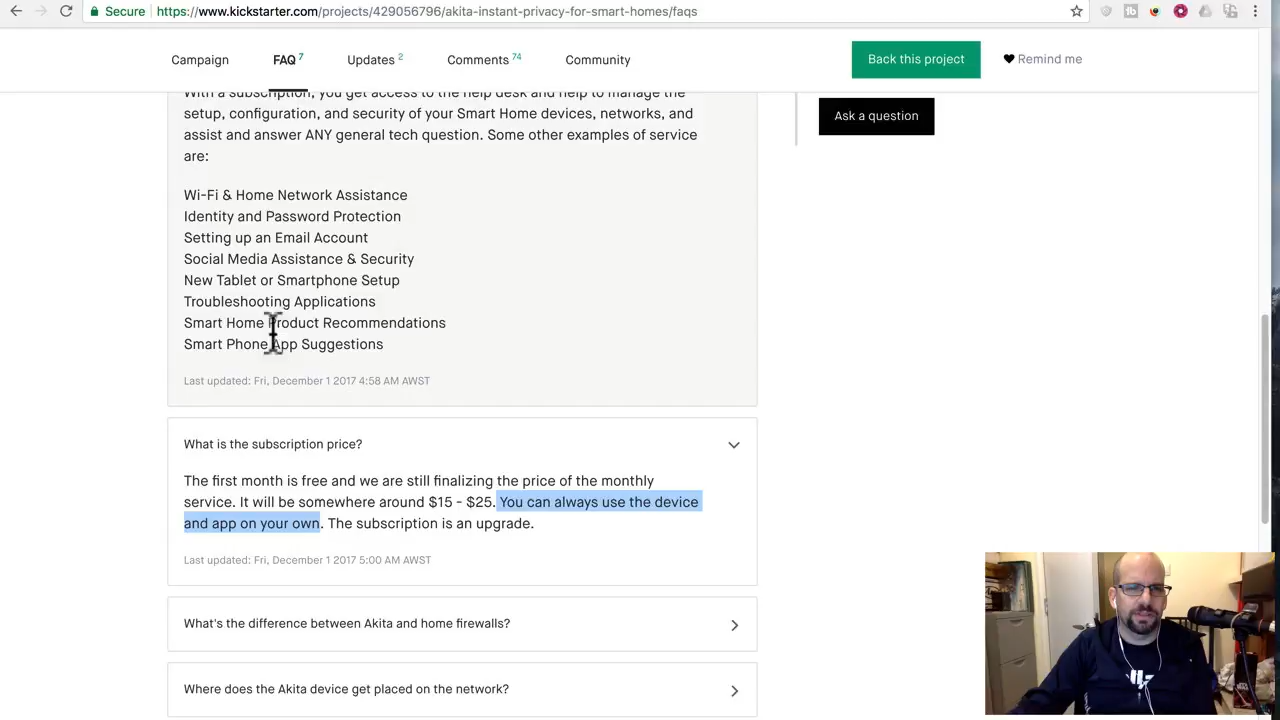 Secure
https://www.kickstarter.com/projects/429056796/akita-instant-privacy-for-smart-homes/faqs
Campaign
FAQ 7
Updates 2
Comments 74
Community
Back this project
Remind me
With a subscription, you get access to the help desk and help to manage the
setup, configuration, and security of your Smart Home devices, networks, and
assist and answer ANY general tech question. Some other examples of service
are:
Ask a question
Wi-Fi & Home Network Assistance
Identity and Password Protection
Setting up an Email Account
Social Media Assistance & Security
New Tablet or Smartphone Setup
Troubleshooting Applications
Smart Home Product Recommendations
Smart Phone App Suggestions
Last updated: Fri, December 1 2017 4:58 AM AWST
What is the subscription price?
The first month is free and we are still finalizing the price of the monthly
service. It will be somewhere around $15 - $25. You can always use the device
and app on your own. The subscription is an upgrade.
Last updated: Fri, December 1 2017 5:00 AM AWST
What's the difference between Akita and home firewalls?
Where does the Akita device get placed on the network?